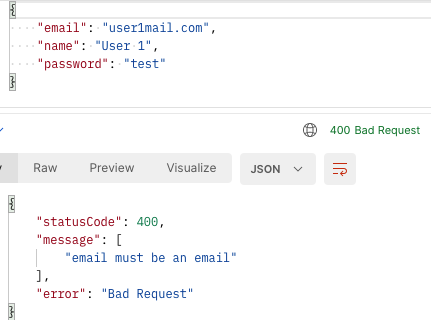 {
"email": "user1mail.com",
"name": "User 1",
"password": "test"
}
400 Bad Request
Raw Preview Visualize JSON
{
"statusCode": 400,
"message": [
"email must be an email"
],
"error": "Bad Request"
}